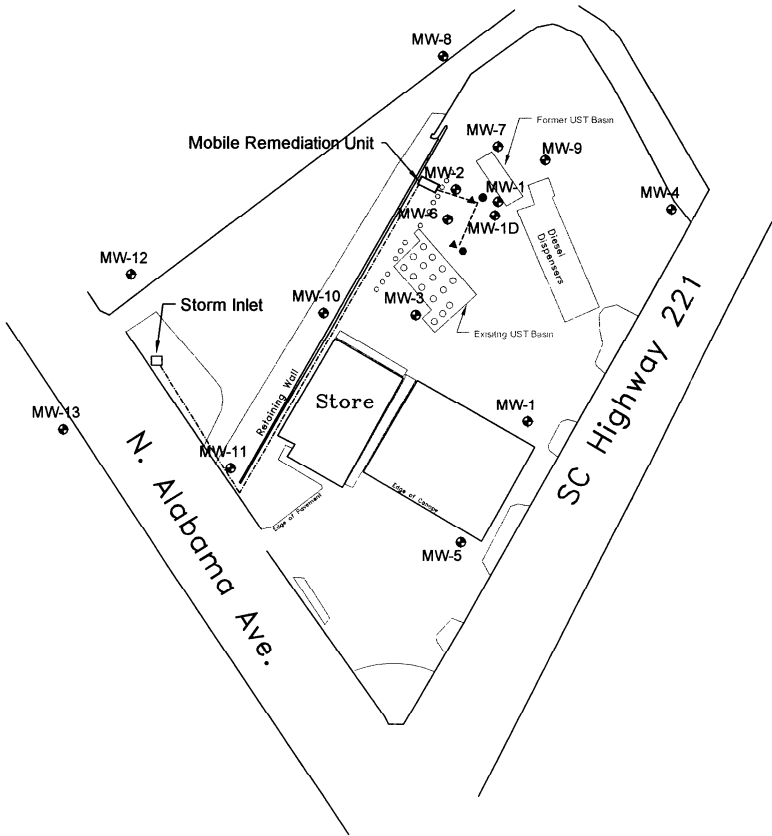 MW-8
Former UST Basin
MW-7
Mobile Remediation Unit
MW-9
MW-2
MW-1
MW-4
MW-6
MW-1D
Diesel
Dispensers
MW-12
MW-10
Storm Inlet
MW-3
Exisitng UST Basin
SC Highway 221
Retaining Wall
Store
MW-1
MW-13
N. Alabama Ave.
MW-11
Edge of Canopy
Edge of Pavement
MW-5